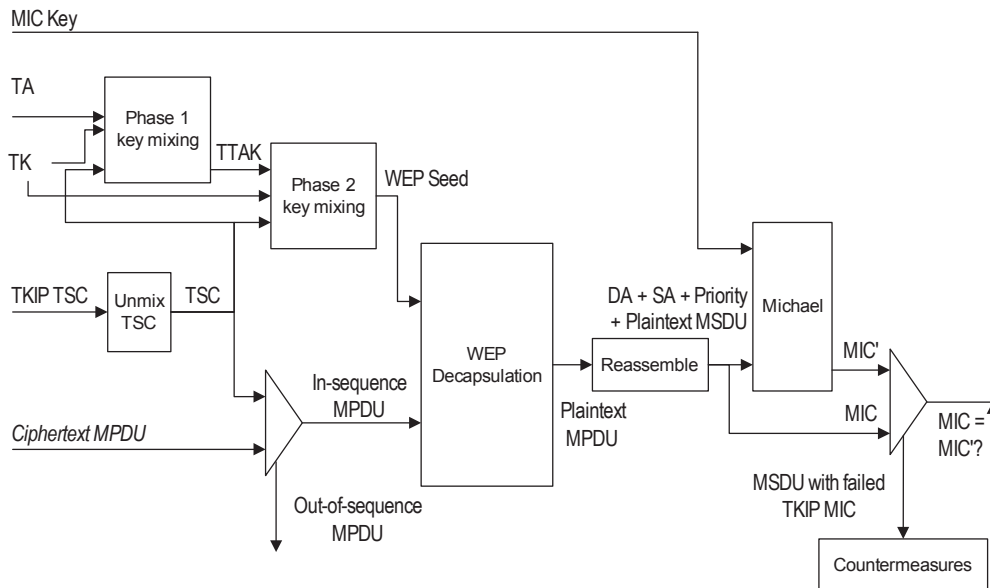 MIC Key
TA
Phase 1
key mixing
TTAK
TK
Phase 2
key mixing
WEP Seed
TKIP TSC
Unmix
TSC
TSC
DA + SA + Priority
+ Plaintext MSDU
Michael
WEP
Decapsulation
Reassemble
MIC'
In-sequence
MPDU
Plaintext
MPDU
MIC
MIC =
MIC'?
Ciphertext MPDU
Out-of-sequence
MPDU
MSDU with failed
TKIP MIC
Countermeasures